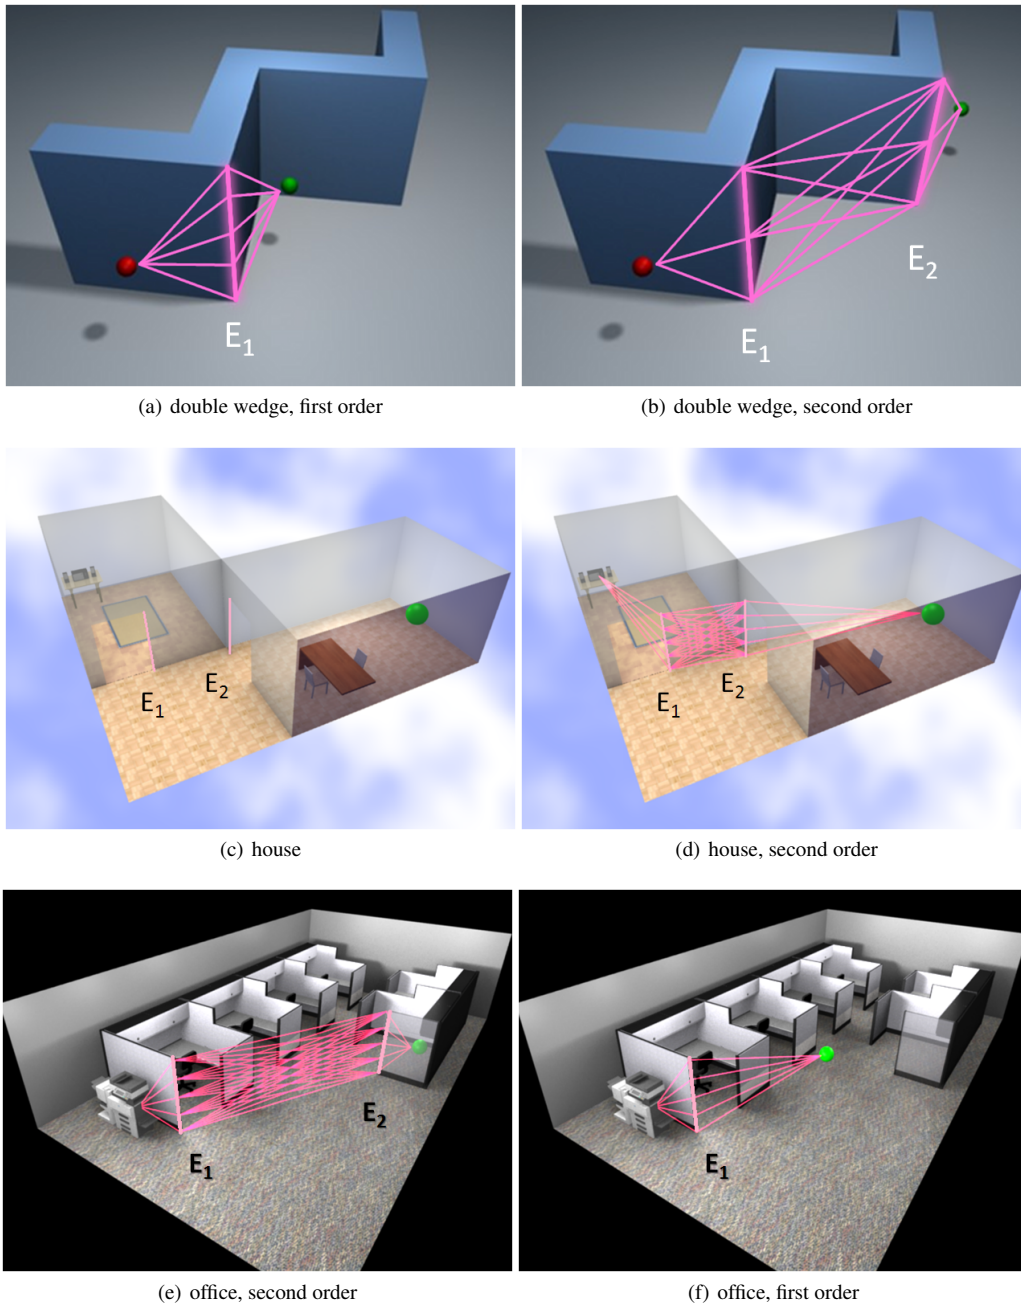 E1
(a) double wedge, first order
E2
E1
(b) double wedge, second order
E1
E2
(c) house
E1
E2
(d) house, second order
E1
E2
(e) office, second order
E1
(f) office, first order